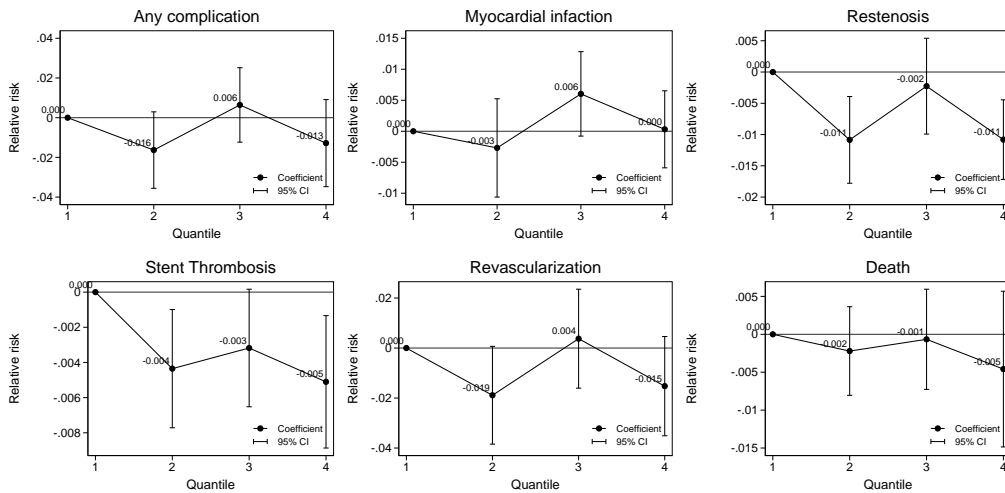 Any complication
Relative risk
.04
.02
0
-.02
-.04
0.000
-0.016
0.006
-0.013
Coefficient
95% CI
1 2 3 4
Quantile
Myocardial infaction
Relative risk
.015
.01
.005
0
-.005
-.01
0.000
-0.003
0.006
0.000
Coefficient
95% CI
1 2 3 4
Quantile
Restenosis
Relative risk
.005
0
-.005
-.01
-.015
-.02
0.000
-0.011
-0.002
-0.011
Coefficient
95% CI
1 2 3 4
Quantile
Stent Thrombosis
Relative risk
0
-.002
-.004
-.006
-.008
0.000
-0.004
-0.003
-0.005
Coefficient
95% CI
1 2 3 4
Quantile
Revascularization
Relative risk
.02
0
-.02
-.04
0.000
-0.019
0.004
-0.015
Coefficient
95% CI
1 2 3 4
Quantile
Death
Relative risk
.005
0
-.005
-.01
-.015
0.000
-0.002
-0.001
-0.005
Coefficient
95% CI
1 2 3 4
Quantile